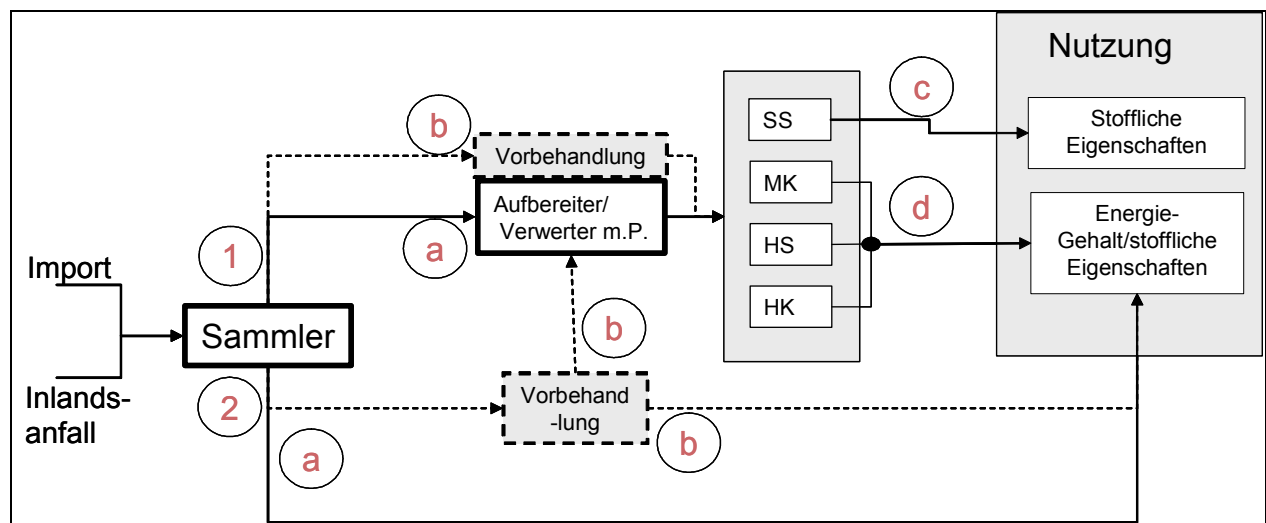 Nutzung
c
SS
Stoffliche
Eigenschaften
b
Vorbehandlung
MK
d
Aufbereiter/
Verwerter m.P.
a
HS
Energie-
Gehalt/stoffliche
Eigenschaften
1
Import
HK
Sammler
b
Inlands-
anfall
2
Vorbehand
-lung
b
a